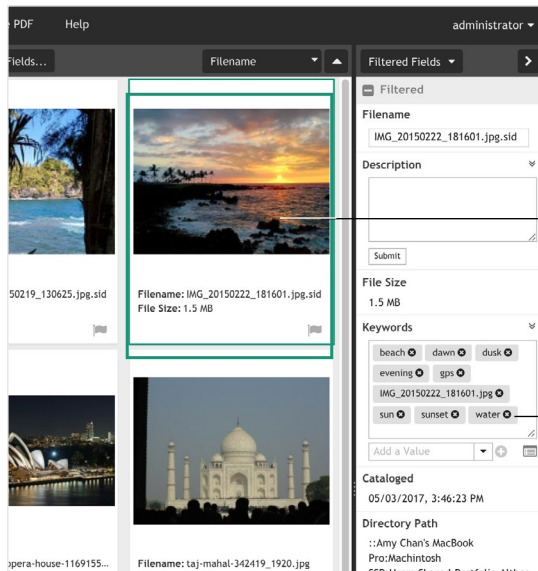 PDF Help administrator
Fields... Filename Filtered Fields
Filtered
Filename
IMG_20150222_181601.jpg.sid
Description
Submit
File Size
1.5 MB
Keywords
beach dawn dusk
evening gps
IMG_20150222_181601.jpg
sun sunset water
Add a Value
Cataloged
05/03/2017, 3:46:23 PM
Directory Path
::Amy Chan's MacBook
Pro:Machintosh
50219_130625.jpg.sid
Filename: IMG_20150222_181601.jpg.sid
File Size: 1.5 MB
opera-house-1169155...
Filename: taj-mahal-342419_1920.jpg